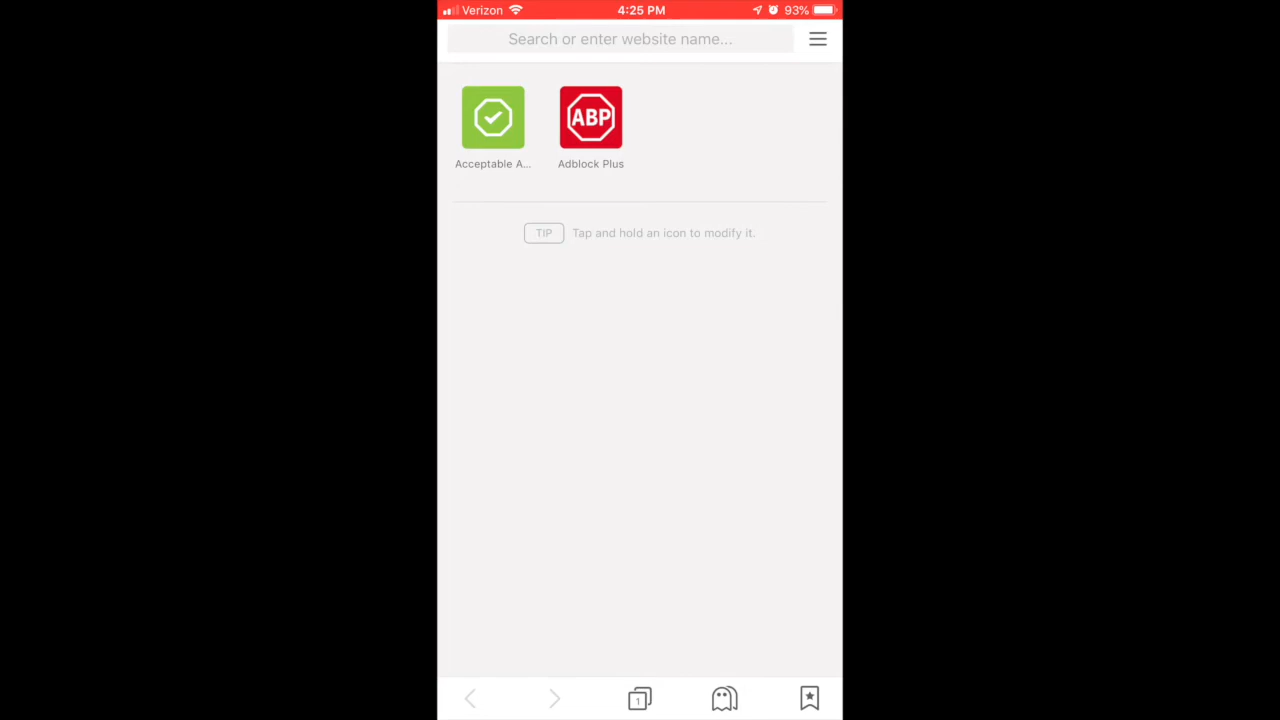 Verizon 4:25 PM 93%
Search or enter website name...
ABP
Acceptable A... Adblock Plus
TIP Tap and hold an icon to modify it.
1